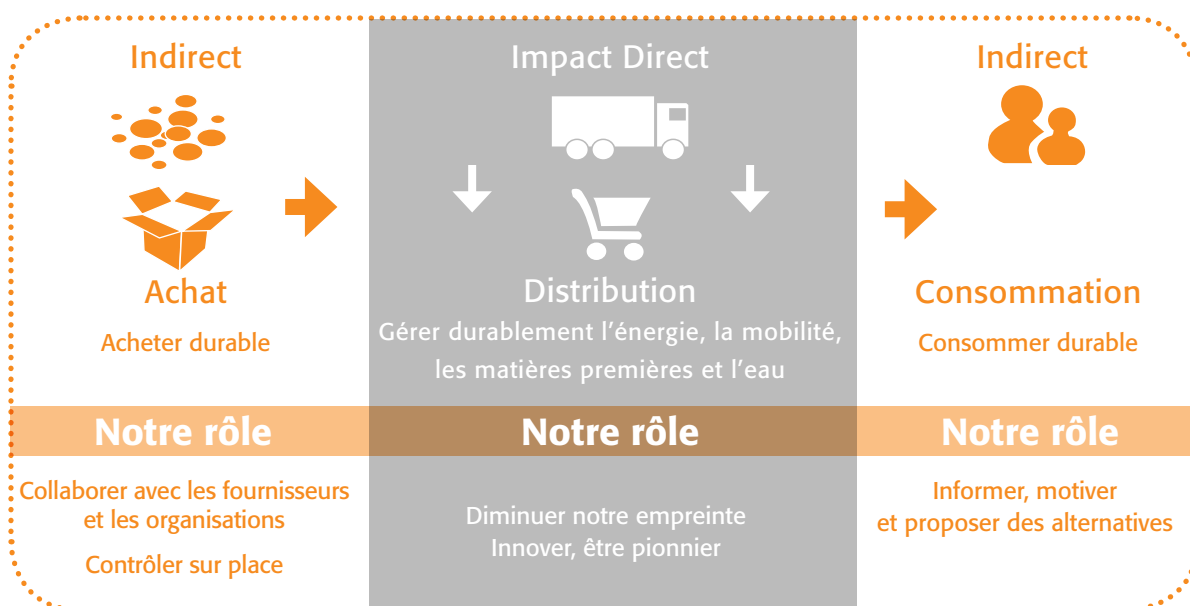 Indirect
Achat
Acheter durable
Notre rôle
Collaborer avec les fournisseurs
et les organisations
Contrôler sur place
Impact Direct
Distribution
Gérer durablement l'énergie, la mobilité,
les matières premières et l'eau
Notre rôle
Diminuer notre empreinte
Innover, être pionnier
Indirect
Consommation
Consommer durable
Notre rôle
Informer, motiver
et proposer des alternatives